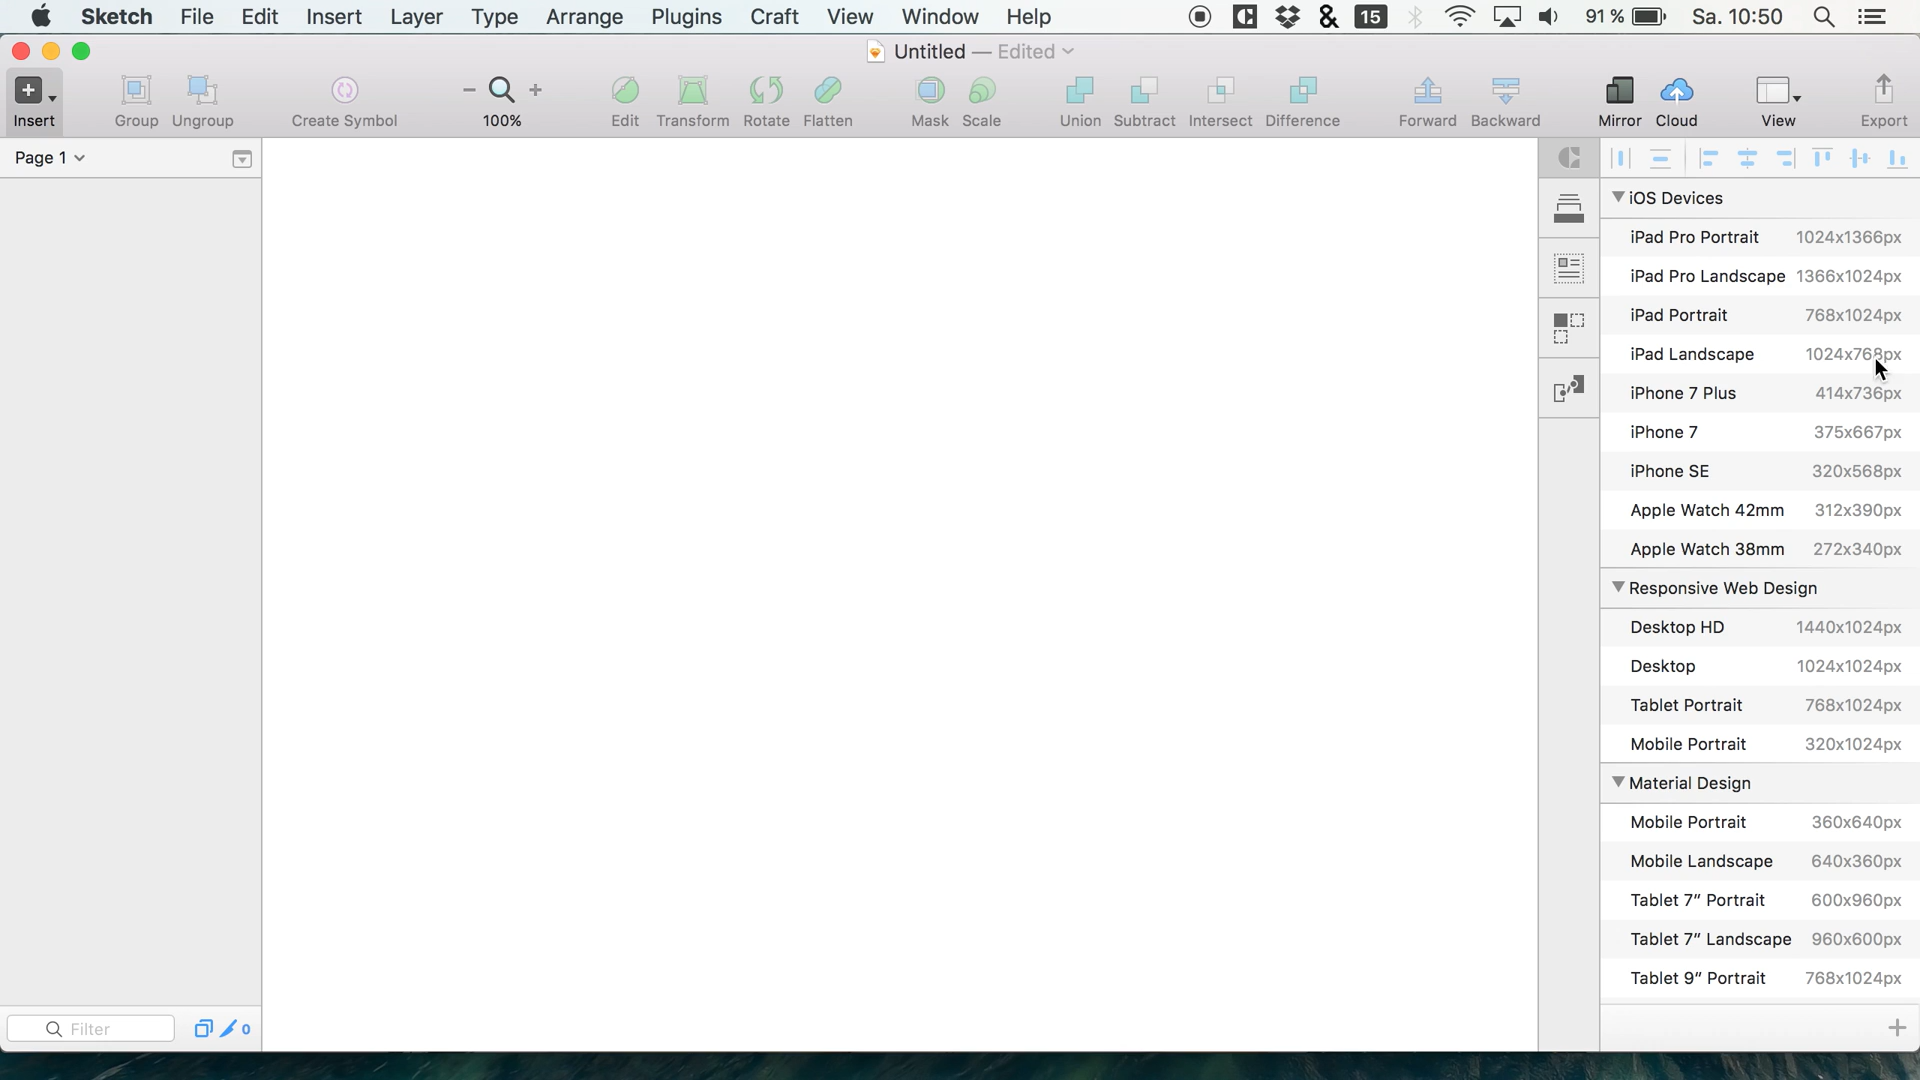 Sketch File Edit Insert Layer Type Arrange Plugins Craft View Window Help & 15 91 % Sa. 10:50
Untitled — Edited
Insert Group Ungroup Create Symbol 100% Edit Transform Rotate Flatten Mask Scale Union Subtract Intersect Difference Forward Backward Mirror Cloud View Export
Page 1
iOS Devices
iPad Pro Portrait 1024x1366px
iPad Pro Landscape 1366x1024px
iPad Portrait 768x1024px
iPad Landscape 1024x768px
iPhone 7 Plus 414x736px
iPhone 7 375x667px
iPhone SE 320x568px
Apple Watch 42mm 312x390px
Apple Watch 38mm 272x340px
Responsive Web Design
Desktop HD 1440x1024px
Desktop 1024x1024px
Tablet Portrait 768x1024px
Mobile Portrait 320x1024px
Material Design
Mobile Portrait 360x640px
Mobile Landscape 640x360px
Tablet 7” Portrait 600x960px
Tablet 7” Landscape 960x600px
Tablet 9” Portrait 768x1024px
Filter 0